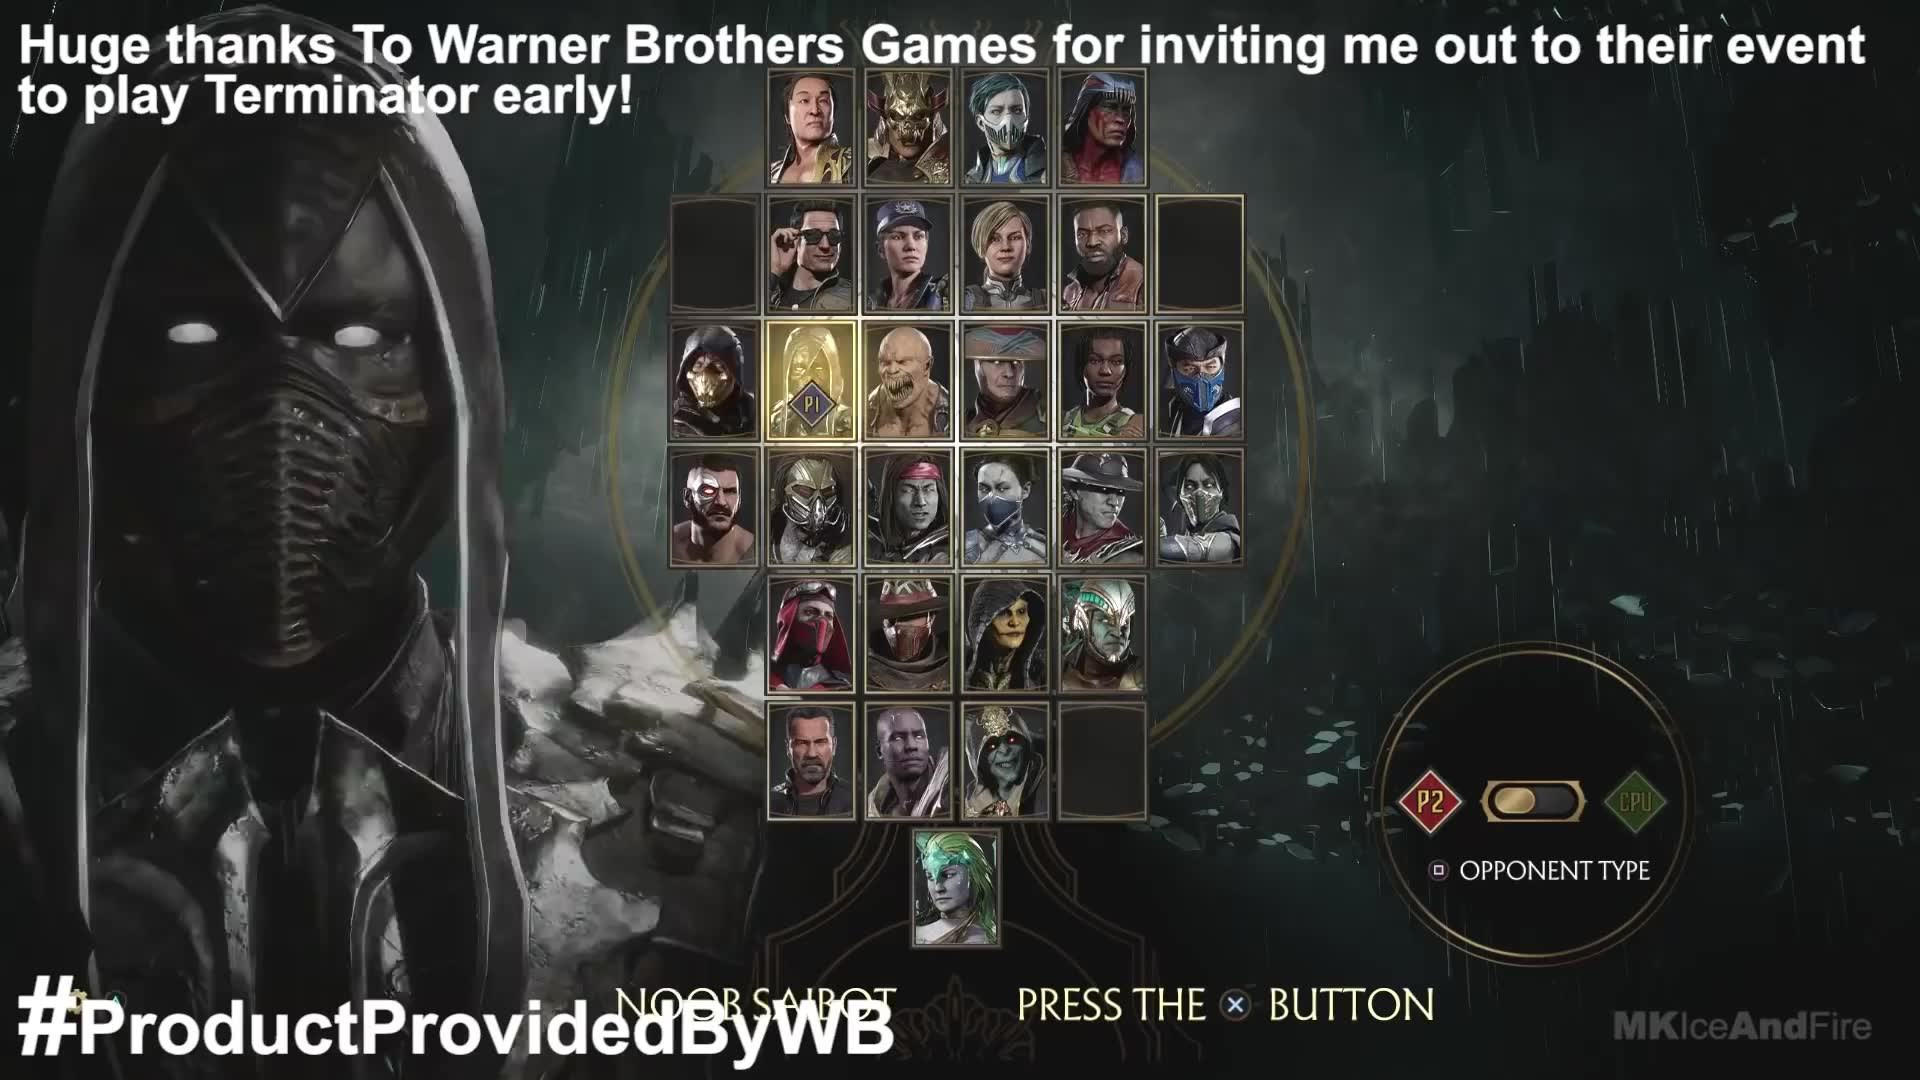 Huge thanks To Warner Brothers Games for inviting me out to their event
to play Terminator early!
P1
P2
CPU
OPPONENT TYPE
NOOB SAIBOT
PRESS THE BUTTON
#ProductProvidedByWB
MKIceAndFire